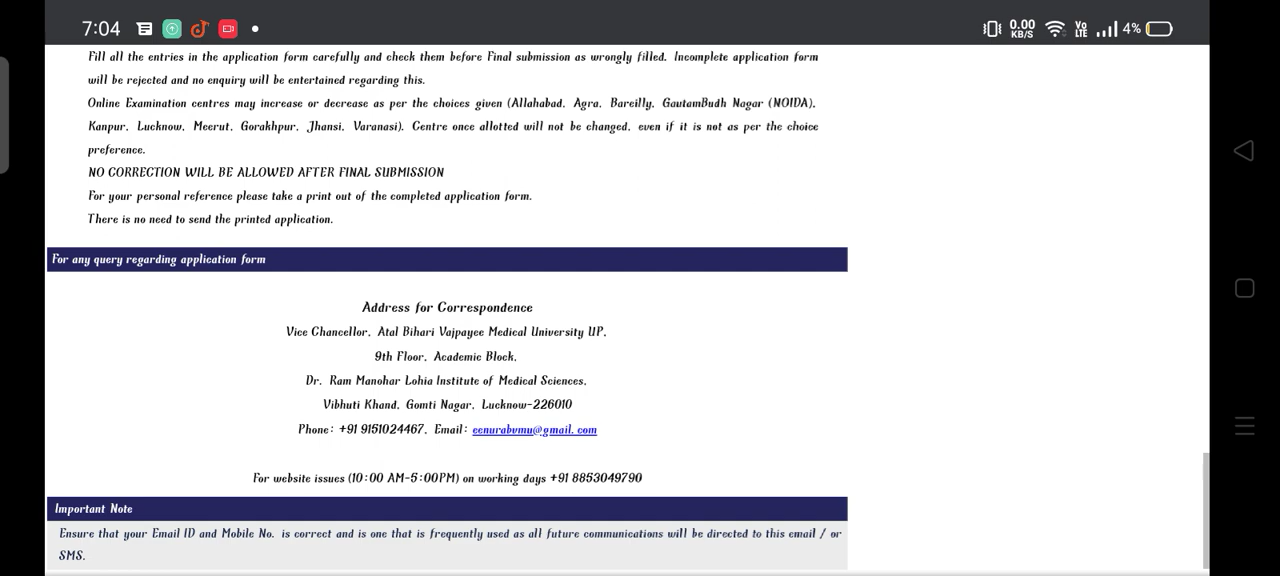 7:04
0.00 KB/S Vo LTE 4%
Fill all the entries in the application form carefully and check them before Final submission as wrongly filled, Incomplete application form
will be rejected and no enquiry will be entertained regarding this.
Online Examination centres may increase or decrease as per the choices given (Allahabad, Agra, Bareilly, GautamBudh Nagar (NOIDA),
Kanpur, Lucknow, Meerut, Gorakhpur, Jhansi, Varanasi). Centre once allotted will not be changed, even if it is not as per the choice
preference.
NO CORRECTION WILL BE ALLOWED AFTER FINAL SUBMISSION
For your personal reference please take a print out of the completed application form.
There is no need to send the printed application.
For any query regarding application form
Address for Correspondence
Vice Chancellor, Atal Bihari Vajpayee Medical University UP,
9th Floor, Academic Block,
Dr. Ram Manohar Lohia Institute of Medical Sciences,
Vibhuti Khand, Gomti Nagar, Lucknow-226010
Phone: +91 9151024467, Email: cenurabvmu@gmail.com
For website issues (10:00 AM-5:00PM) on working days +91 8853049790
Important Note
Ensure that your Email ID and Mobile No. is correct and is one that is frequently used as all future communications will be directed to this email / or
SMS.